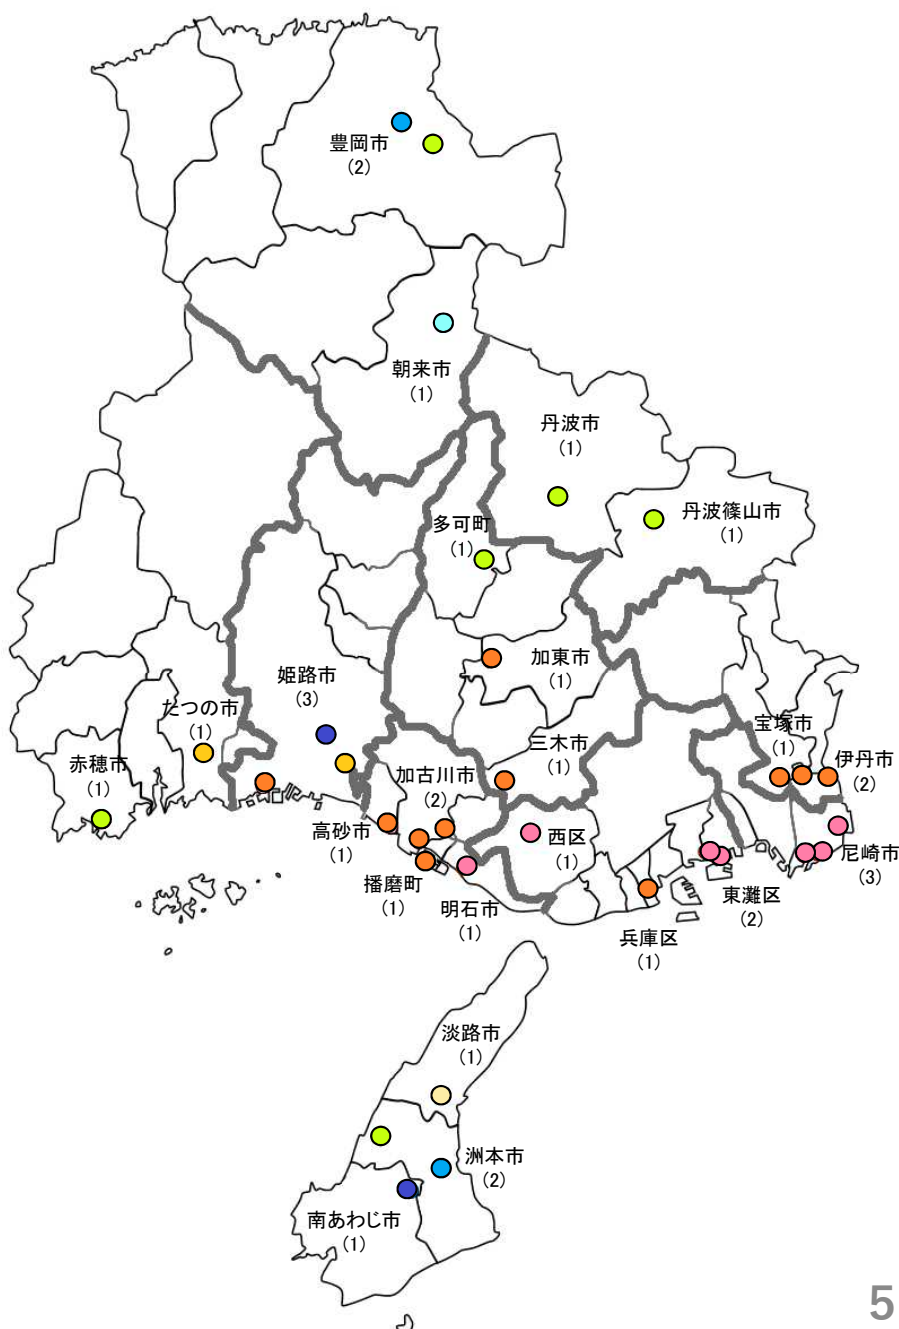 豊岡市
(2)
朝来市
(1)
丹波市
(1)
丹波篠山市
(1)
多可町
(1)
加東市
(1)
姫路市
(3)
たつの市
(1)
赤穂市
(1)
三木市
(1)
宝塚市
(1)
伊丹市
(2)
加古川市
(2)
高砂市
(1)
西区
(1)
尼崎市
(3)
播磨町
(1)
明石市
(1)
東灘区
(2)
兵庫区
(1)
淡路市
(1)
洲本市
(2)
南あわじ市
(1)
5